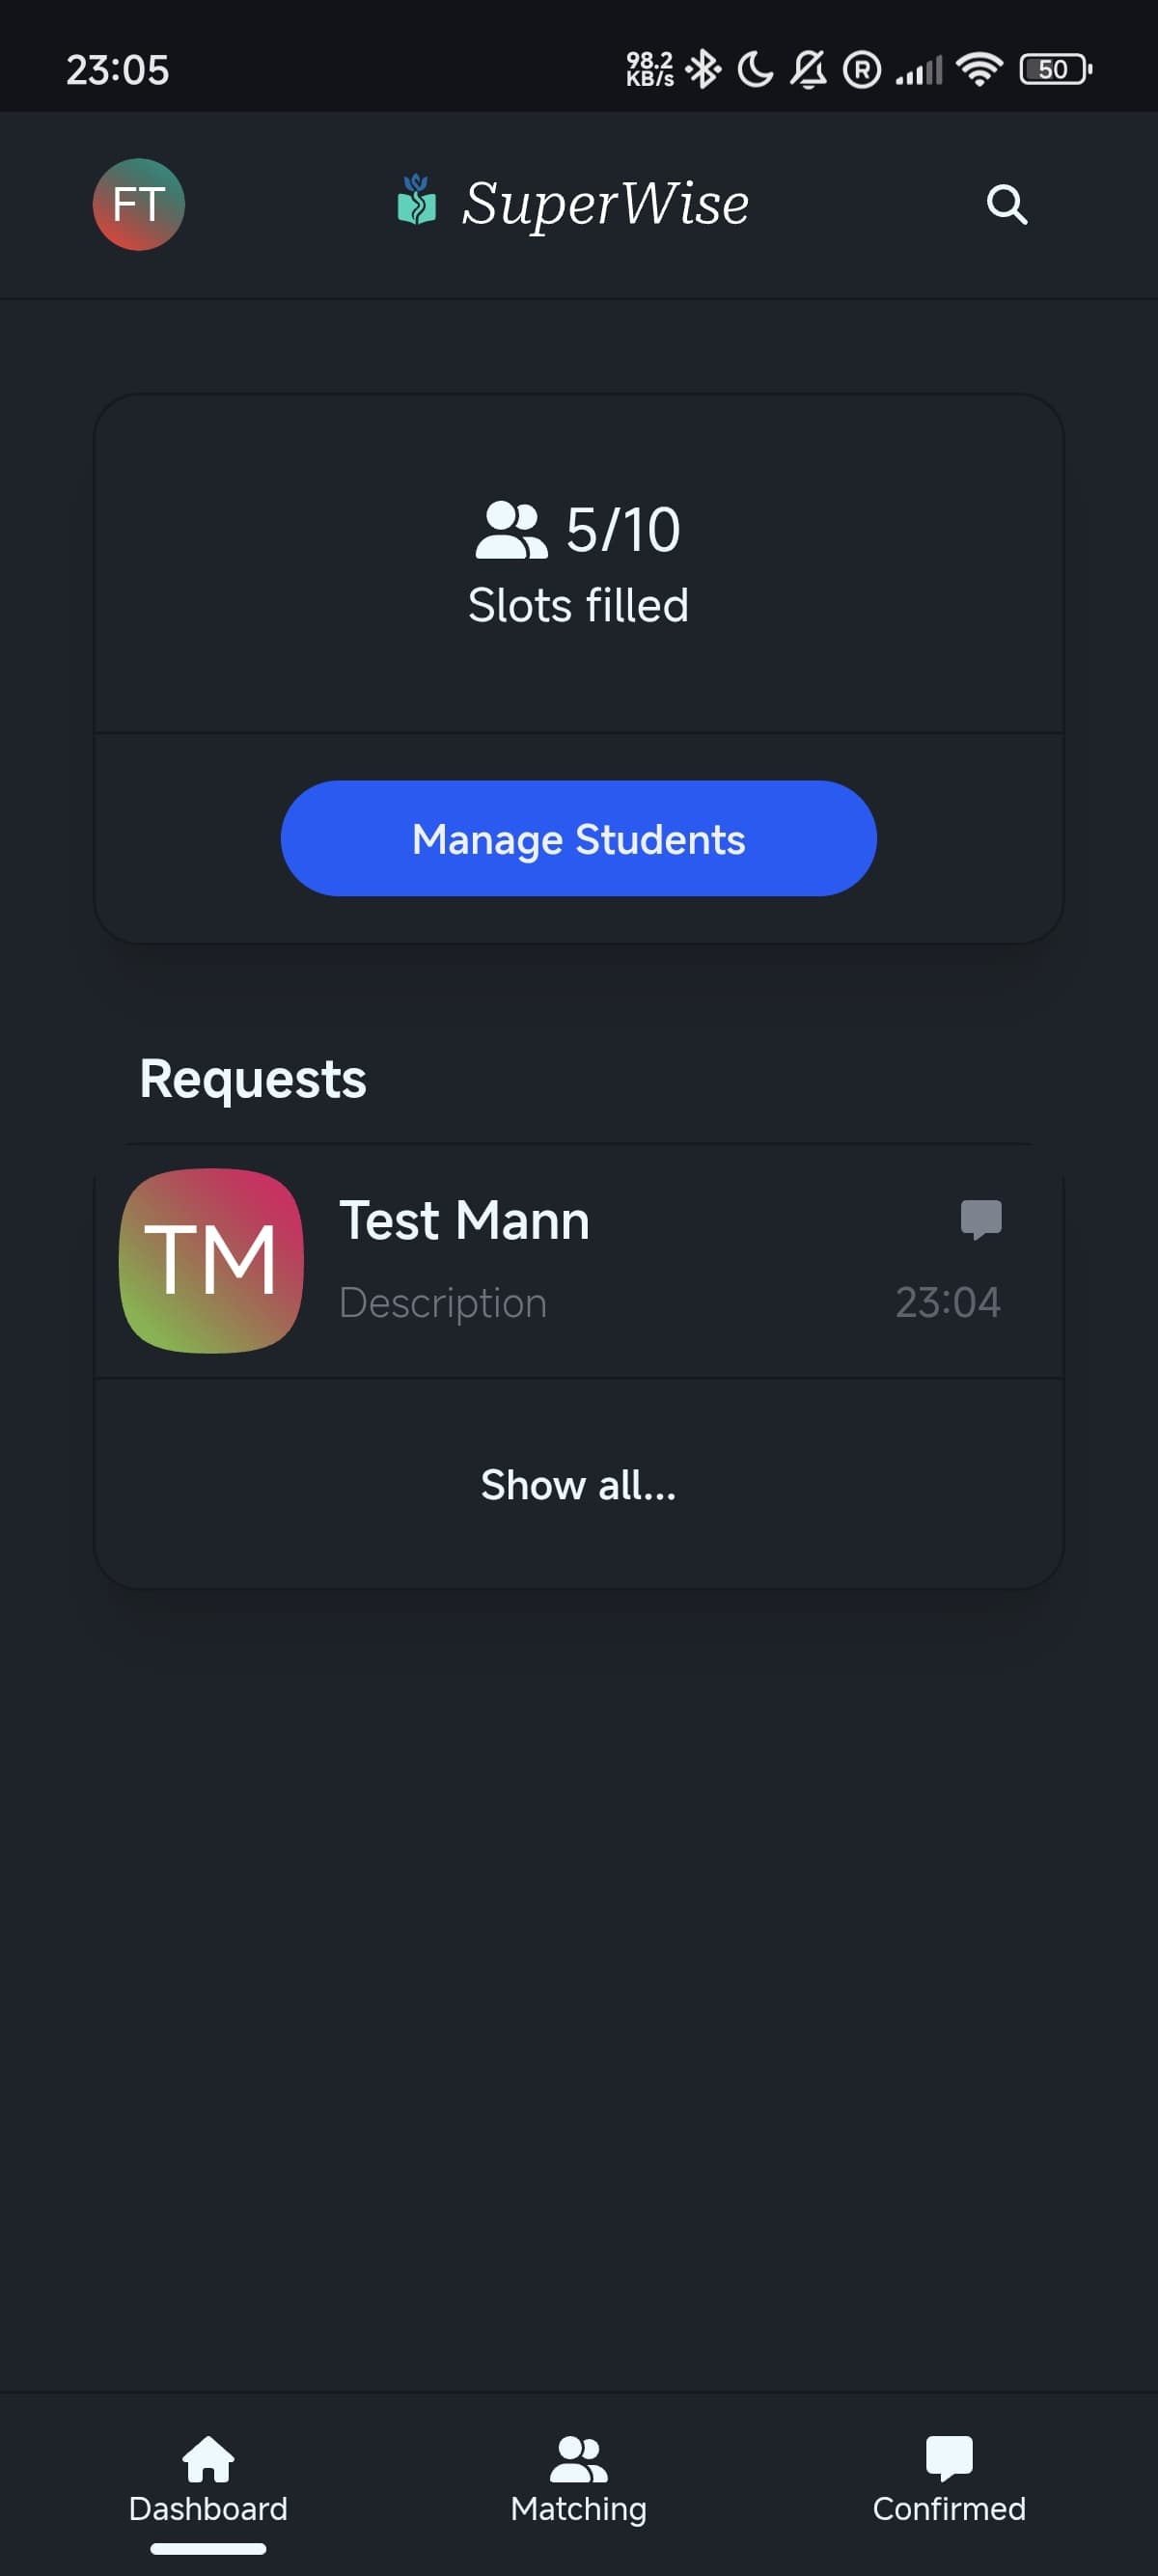 23:05
98.2
KB/s
R
50
FT
SuperWise
5/10
Slots filled
Manage Students
Requests
TM
Test Mann
Description
23:04
Show all...
Dashboard
Matching
Confirmed